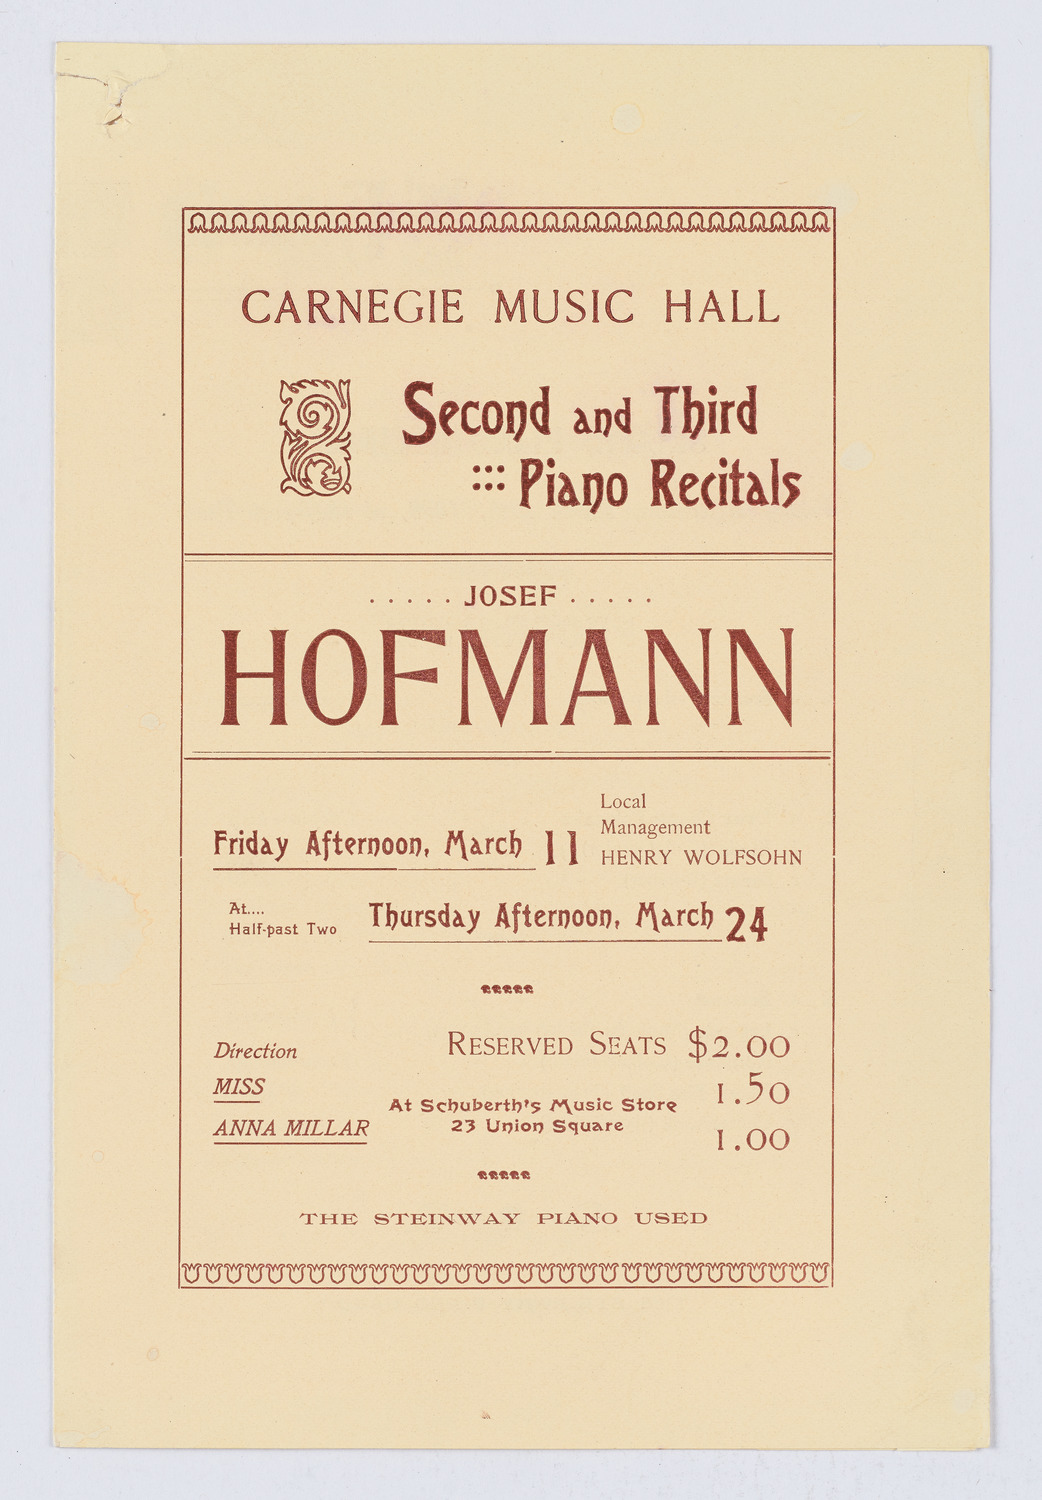 CARNEGIE MUSIC HALL
Second and Third
Piano Recitals
JOSEF
HOFMANN
Local
Management
HENRY WOLFSOHN
Friday Afternoon, March 11
At....
Half-past Two
Thursday Afternoon, March 24
Direction
MISS
ANNA MILLAR
RESERVED SEATS $2.00
1.50
1.00
At Schuberth's Music Store
23 Union Square
THE STEINWAY PIANO USED